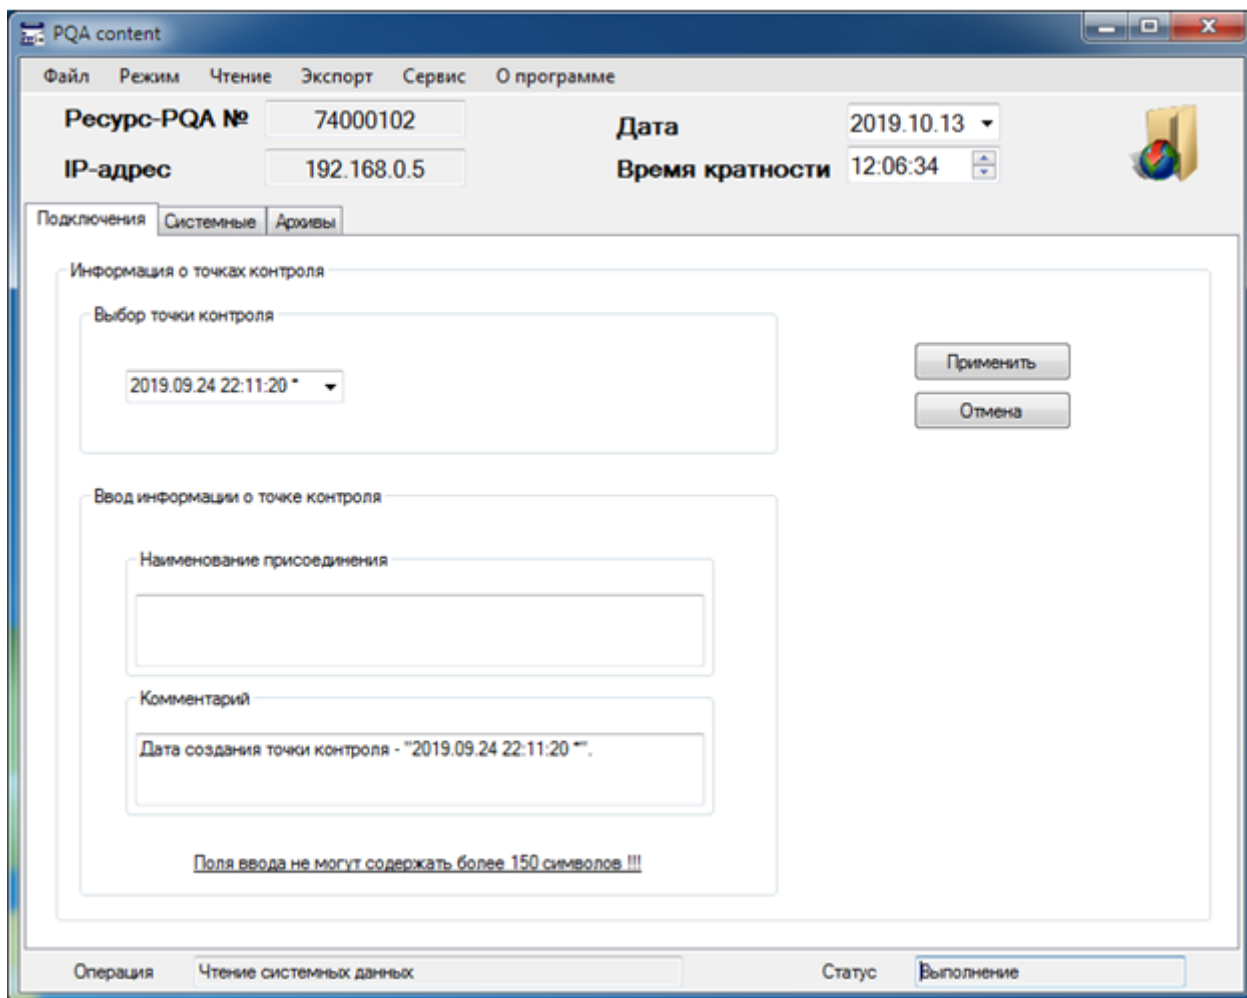 PQA content
Файл Режим Чтение Экспорт Сервис О программе
Ресурс-PQA № 74000102 Дата 2019.10.13
IP-адрес 192.168.0.5 Время кратности 12:06:34
Подключения Системные Архивы
Информация о точках контроля
Выбор точки контроля
2019.09.24 22:11:20 *
Применить
Отмена
Ввод информации о точке контроля
Наименование присоединения
Комментарий
Дата создания точки контроля - "2019.09.24 22:11:20 *".
Поля ввода не могут содержать более 150 символов !!!
Операция Чтение системных данных Статус Выполнение